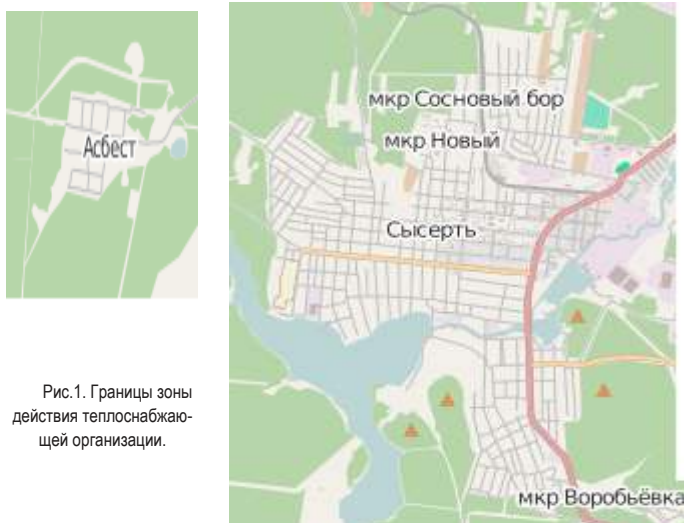 Асбест
мкр Сосновый бор
мкр Новый
Сысерть
мкр Воробьёвка
Рис.1. Границы зоны
действия теплоснабжаю-
щей организации.